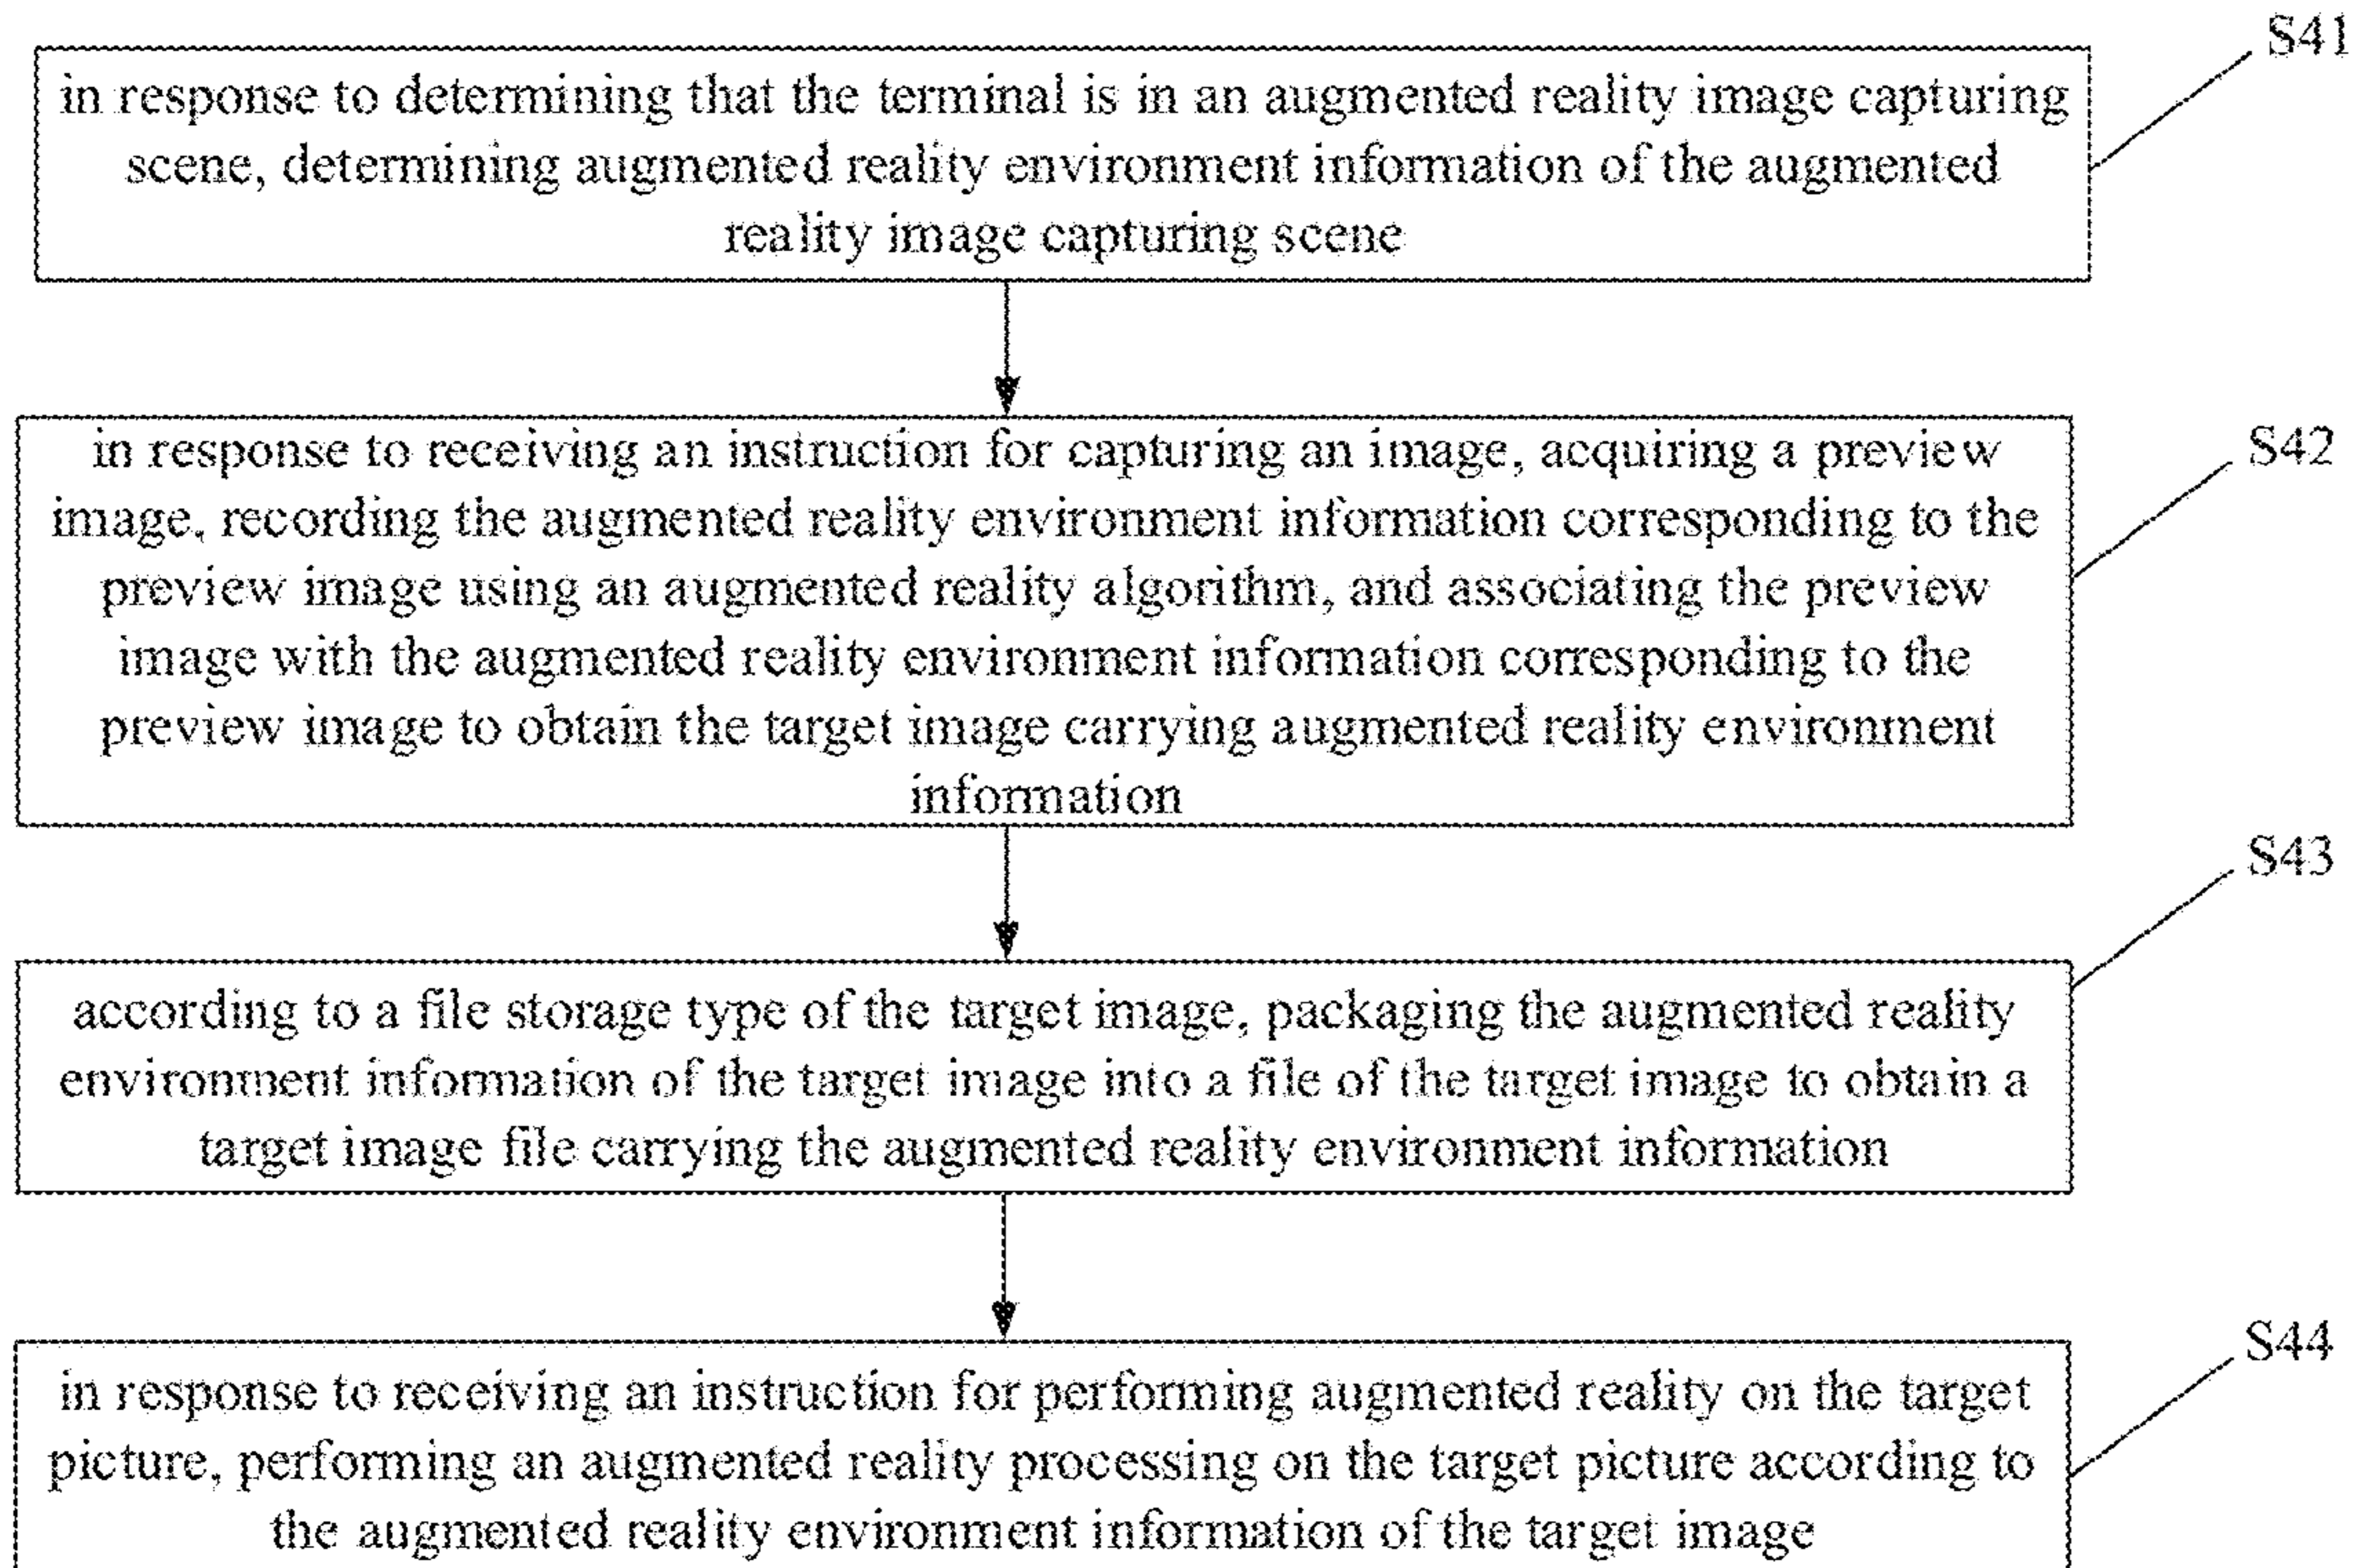 S41
in response to determining that the terminal is in an augmented reality image capturing
scene, determining augmented reality environment information of the augmented
reality image capturing scene
S42
in response to receiving an instruction for capturing an image, acquiring a preview
image, recording the augmented reality environment information corresponding to the
preview image using an augmented reality algorithm, and associating the preview
image with the augmented reality environment information corresponding to the
preview image to obtain the target image carrying augmented reality environment
information
S43
according to a file storage type of the target image, packaging the augmented reality
environment information of the target image into a file of the target image to obtain a
target image file carrying the augmented reality environment information
S44
in response to receiving an instruction for performing augmented reality on the target
picture, performing an augmented reality processing on the target picture according to
the augmented reality environment information of the target image